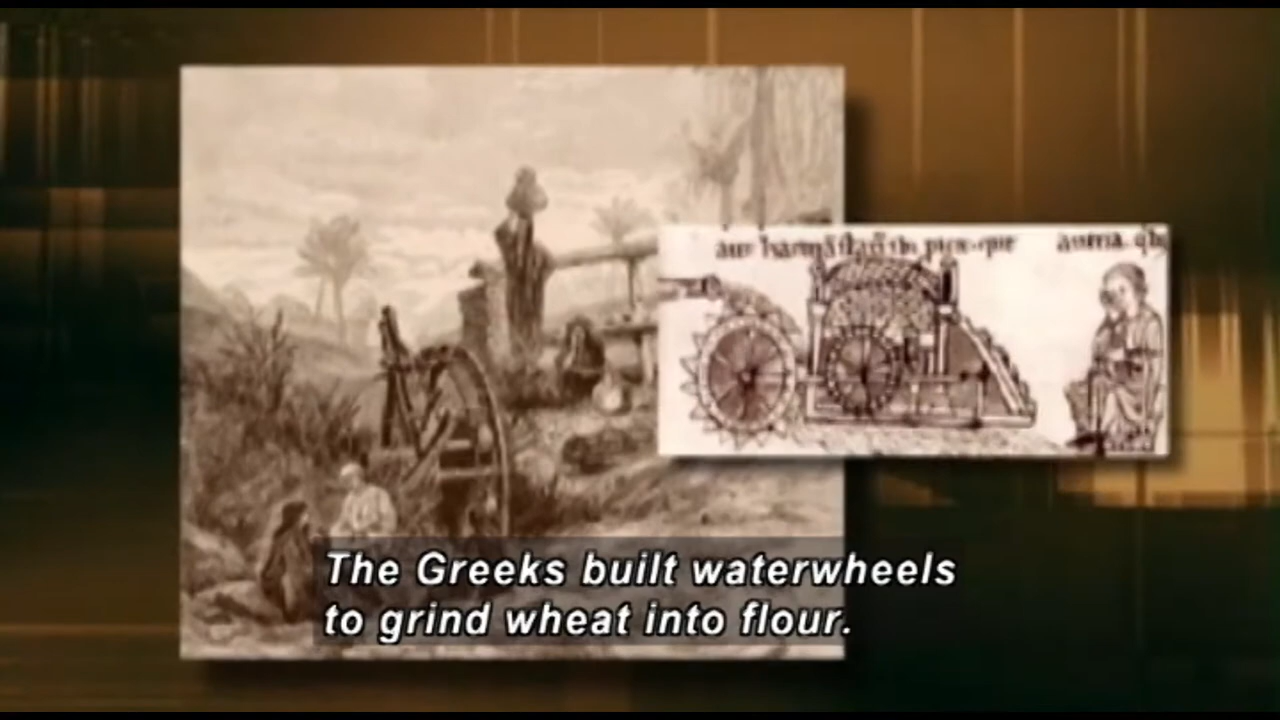 The Greeks built waterwheels
to grind wheat into flour.